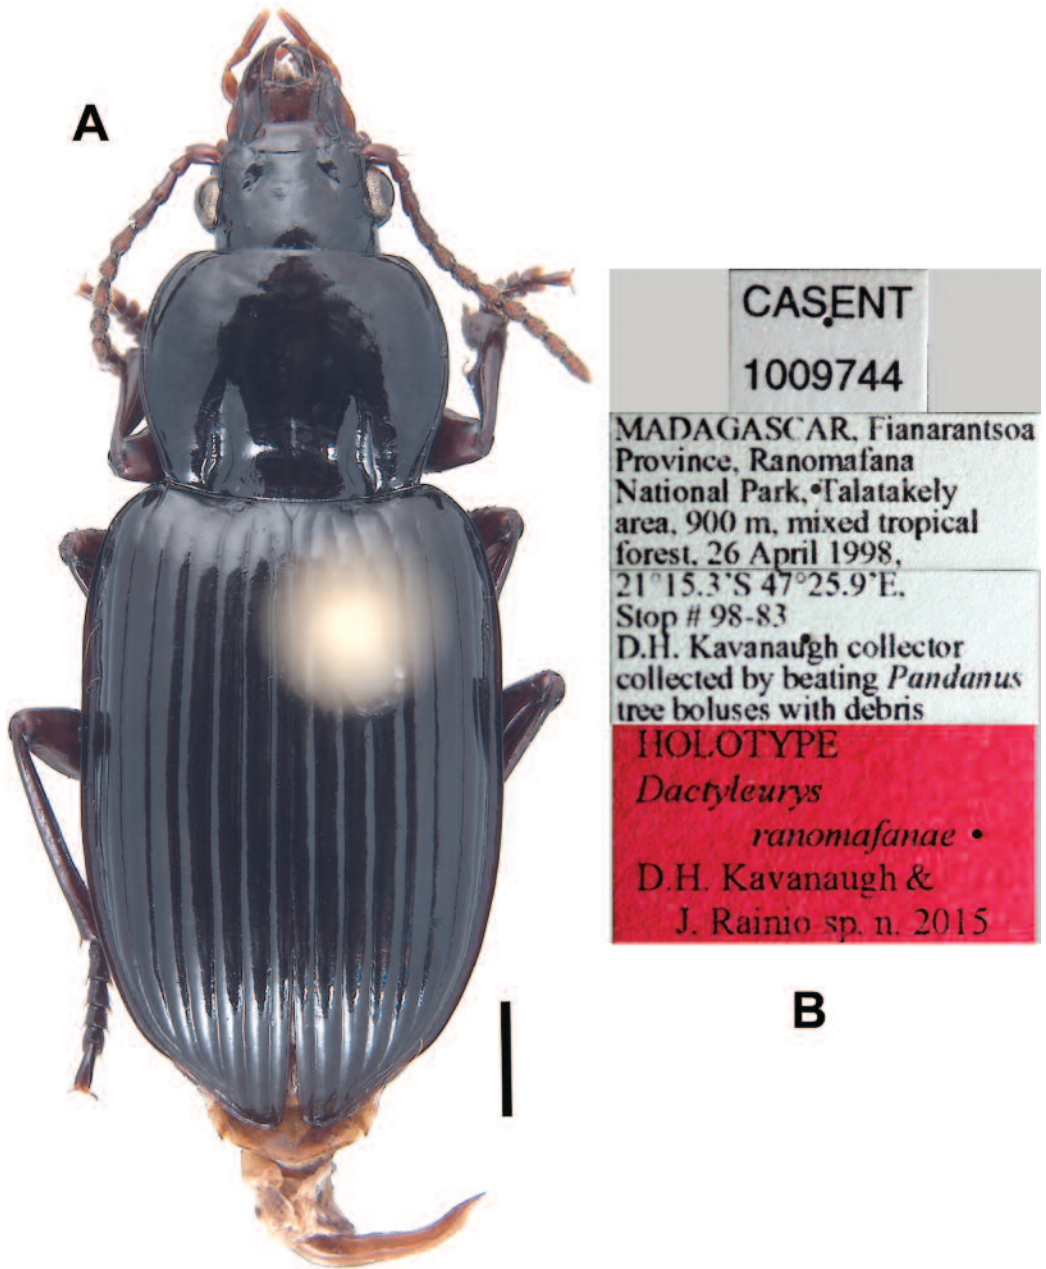 A
CASENT
1009744
MADAGASCAR, Fianarantsoa
Province, Ranomafana
National Park, Talatakely
area, 900 m, mixed tropical
forest, 26 April 1998,
21°15.3'S 47°25.9'E,
Stop # 98-83
D.H. Kavanaugh collector
collected by beating Pandanus
tree boluses with debris
HOLOTYPE
Dactyleurys
ranomafanae
D.H. Kavanaugh &
J. Rainio sp. n. 2015
B